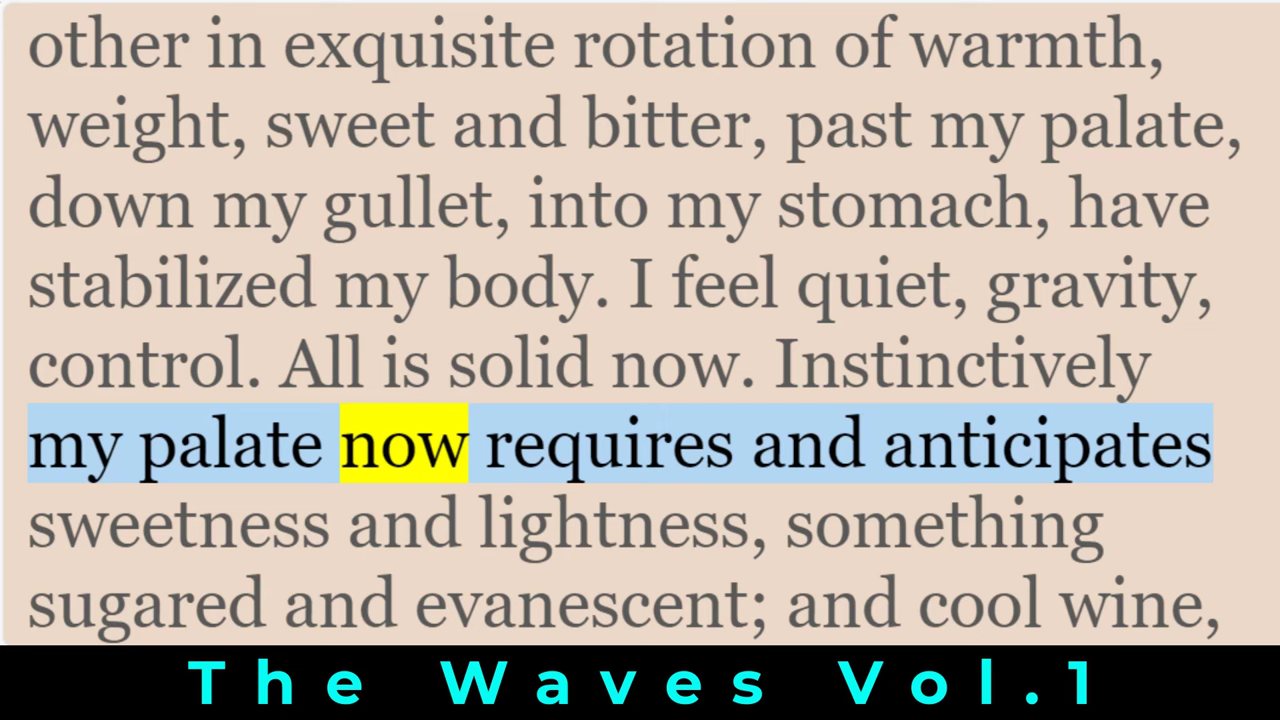 other in exquisite rotation of warmth,
weight, sweet and bitter, past my palate,
down my gullet, into my stomach, have
stabilized my body. I feel quiet, gravity,
control. All is solid now. Instinctively
my palate now requires and anticipates
sweetness and lightness, something
sugared and evanescent; and cool wine,
The Waves Vol.1